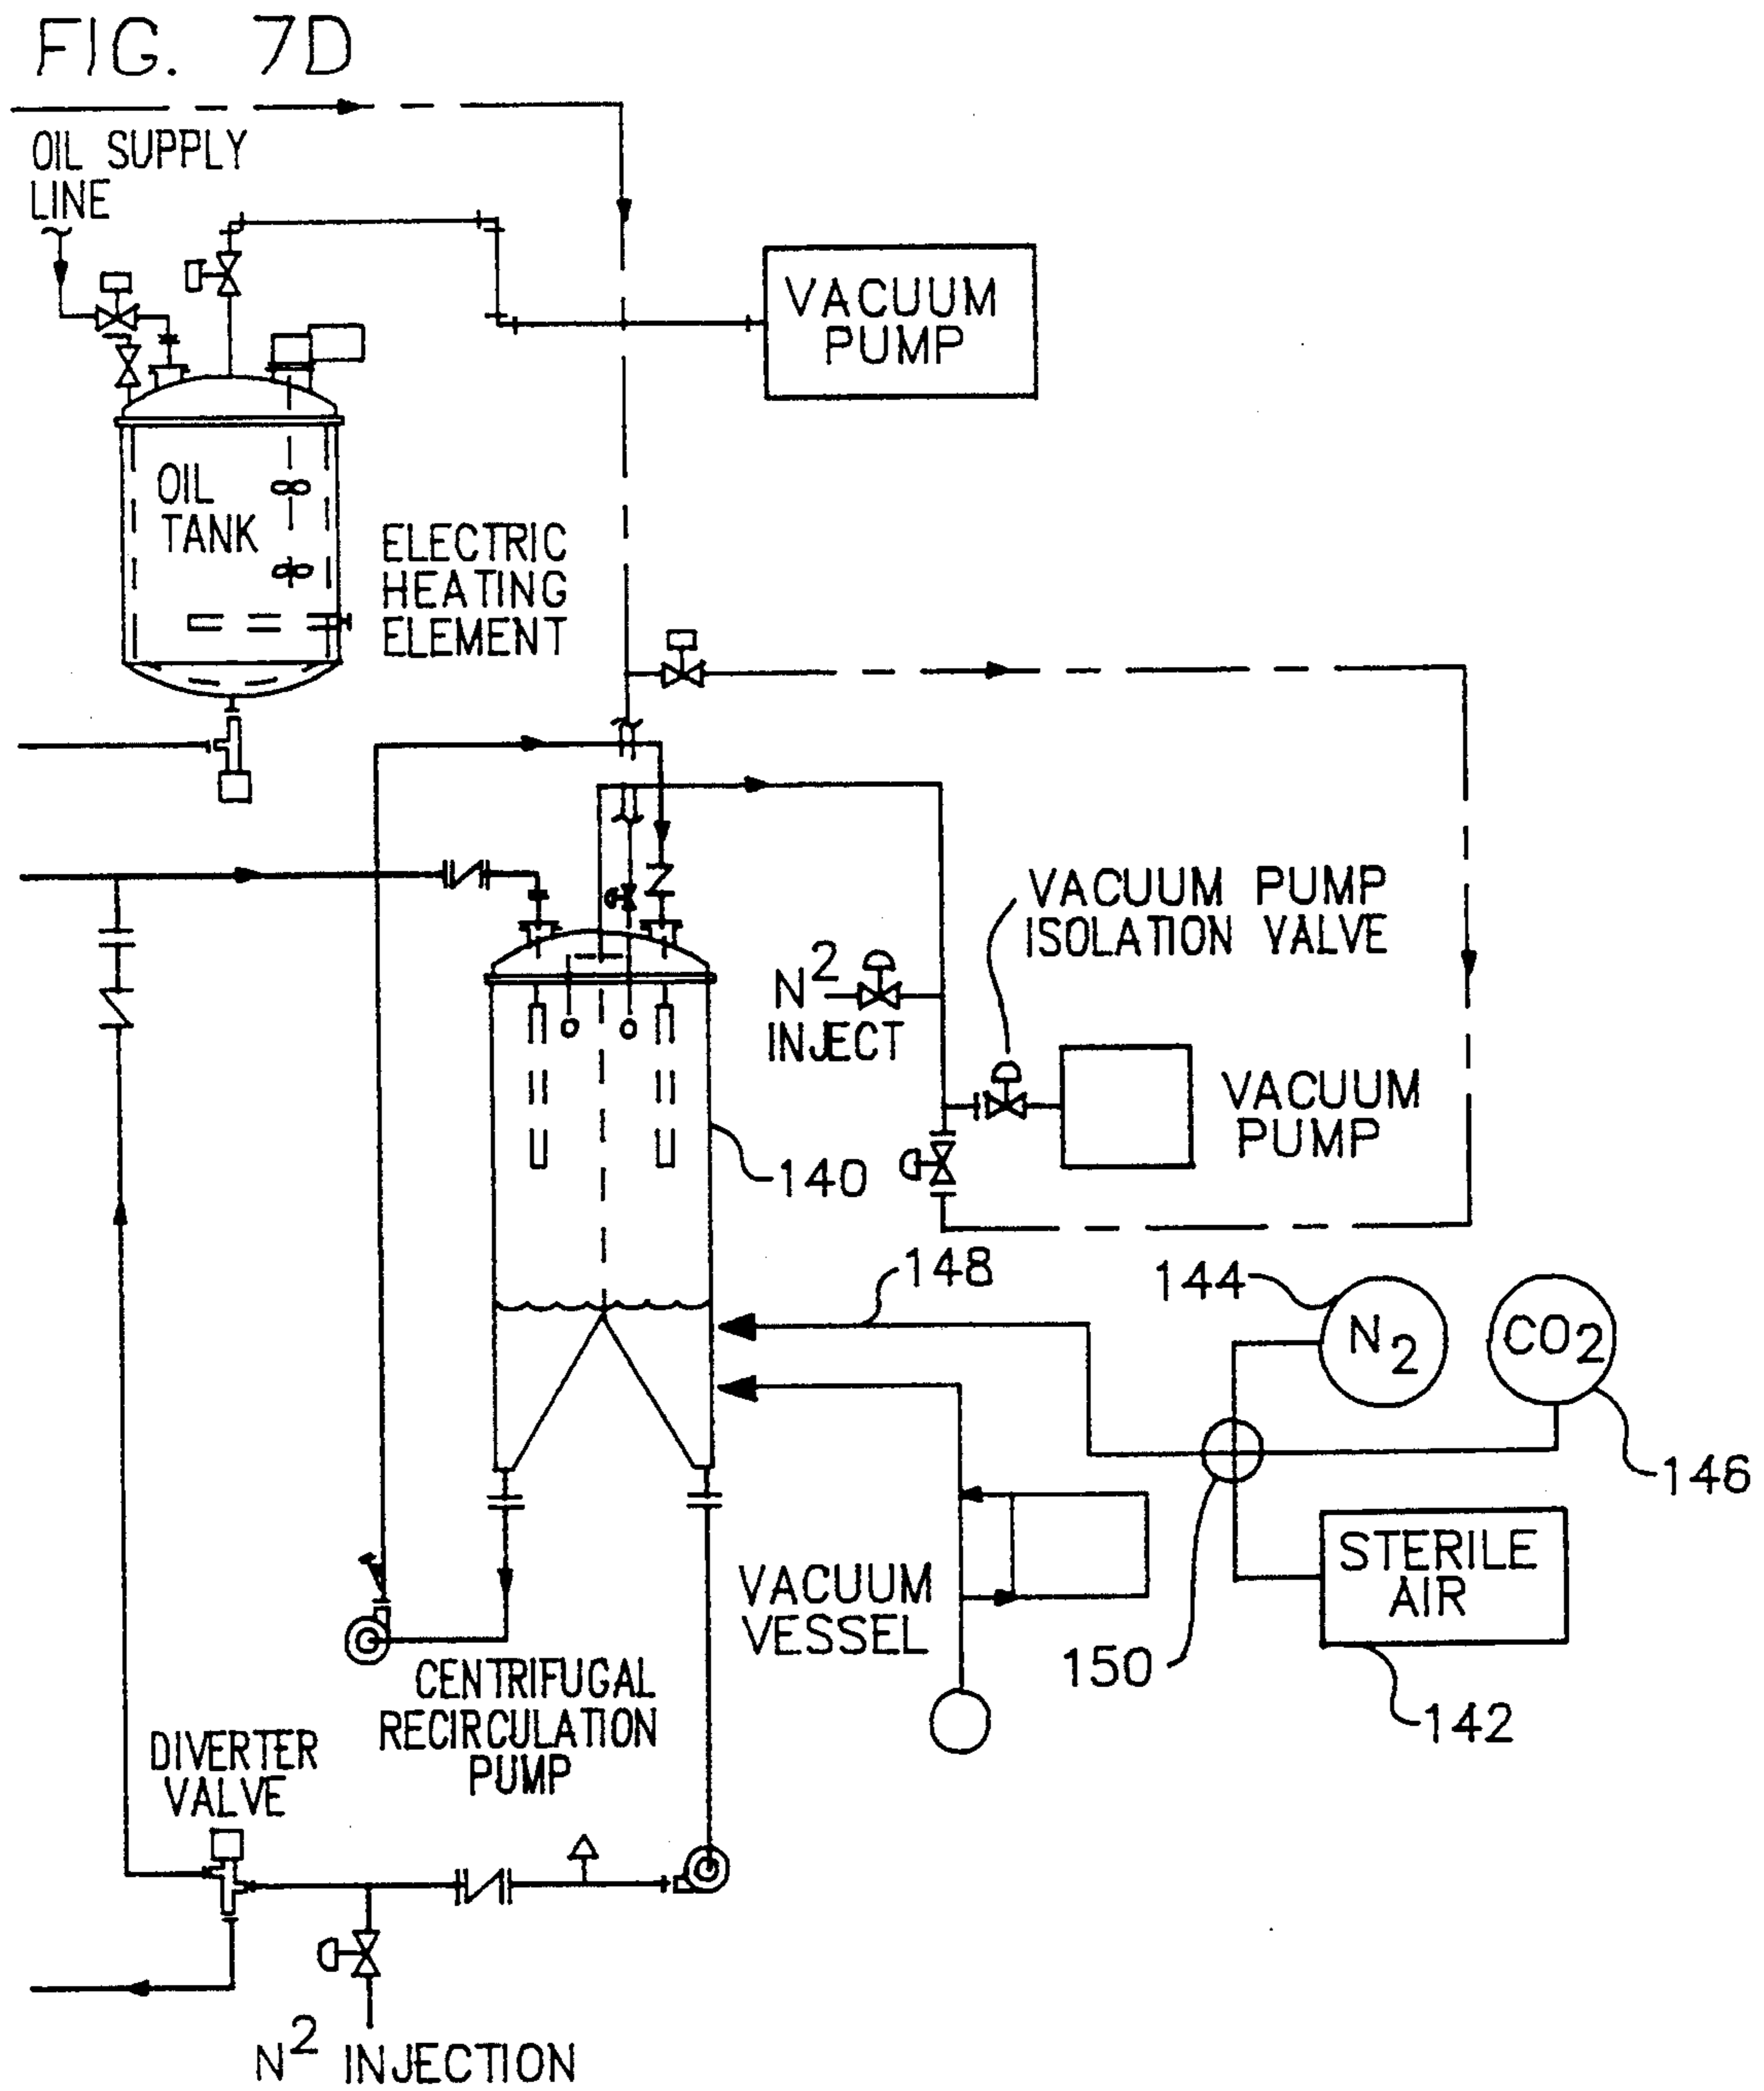 FIG. 7D
OIL SUPPLY
LINE
VACUUM
PUMP
OIL
TANK
ELECTRIC
HEATING
ELEMENT
VACUUM PUMP
ISOLATION VALVE
N²
INJECT
VACUUM
PUMP
140
148
144
N₂
CO₂
146
STERILE
AIR
150
142
VACUUM
VESSEL
CENTRIFUGAL
RECIRCULATION
PUMP
DIVERTER
VALVE
N² INJECTION